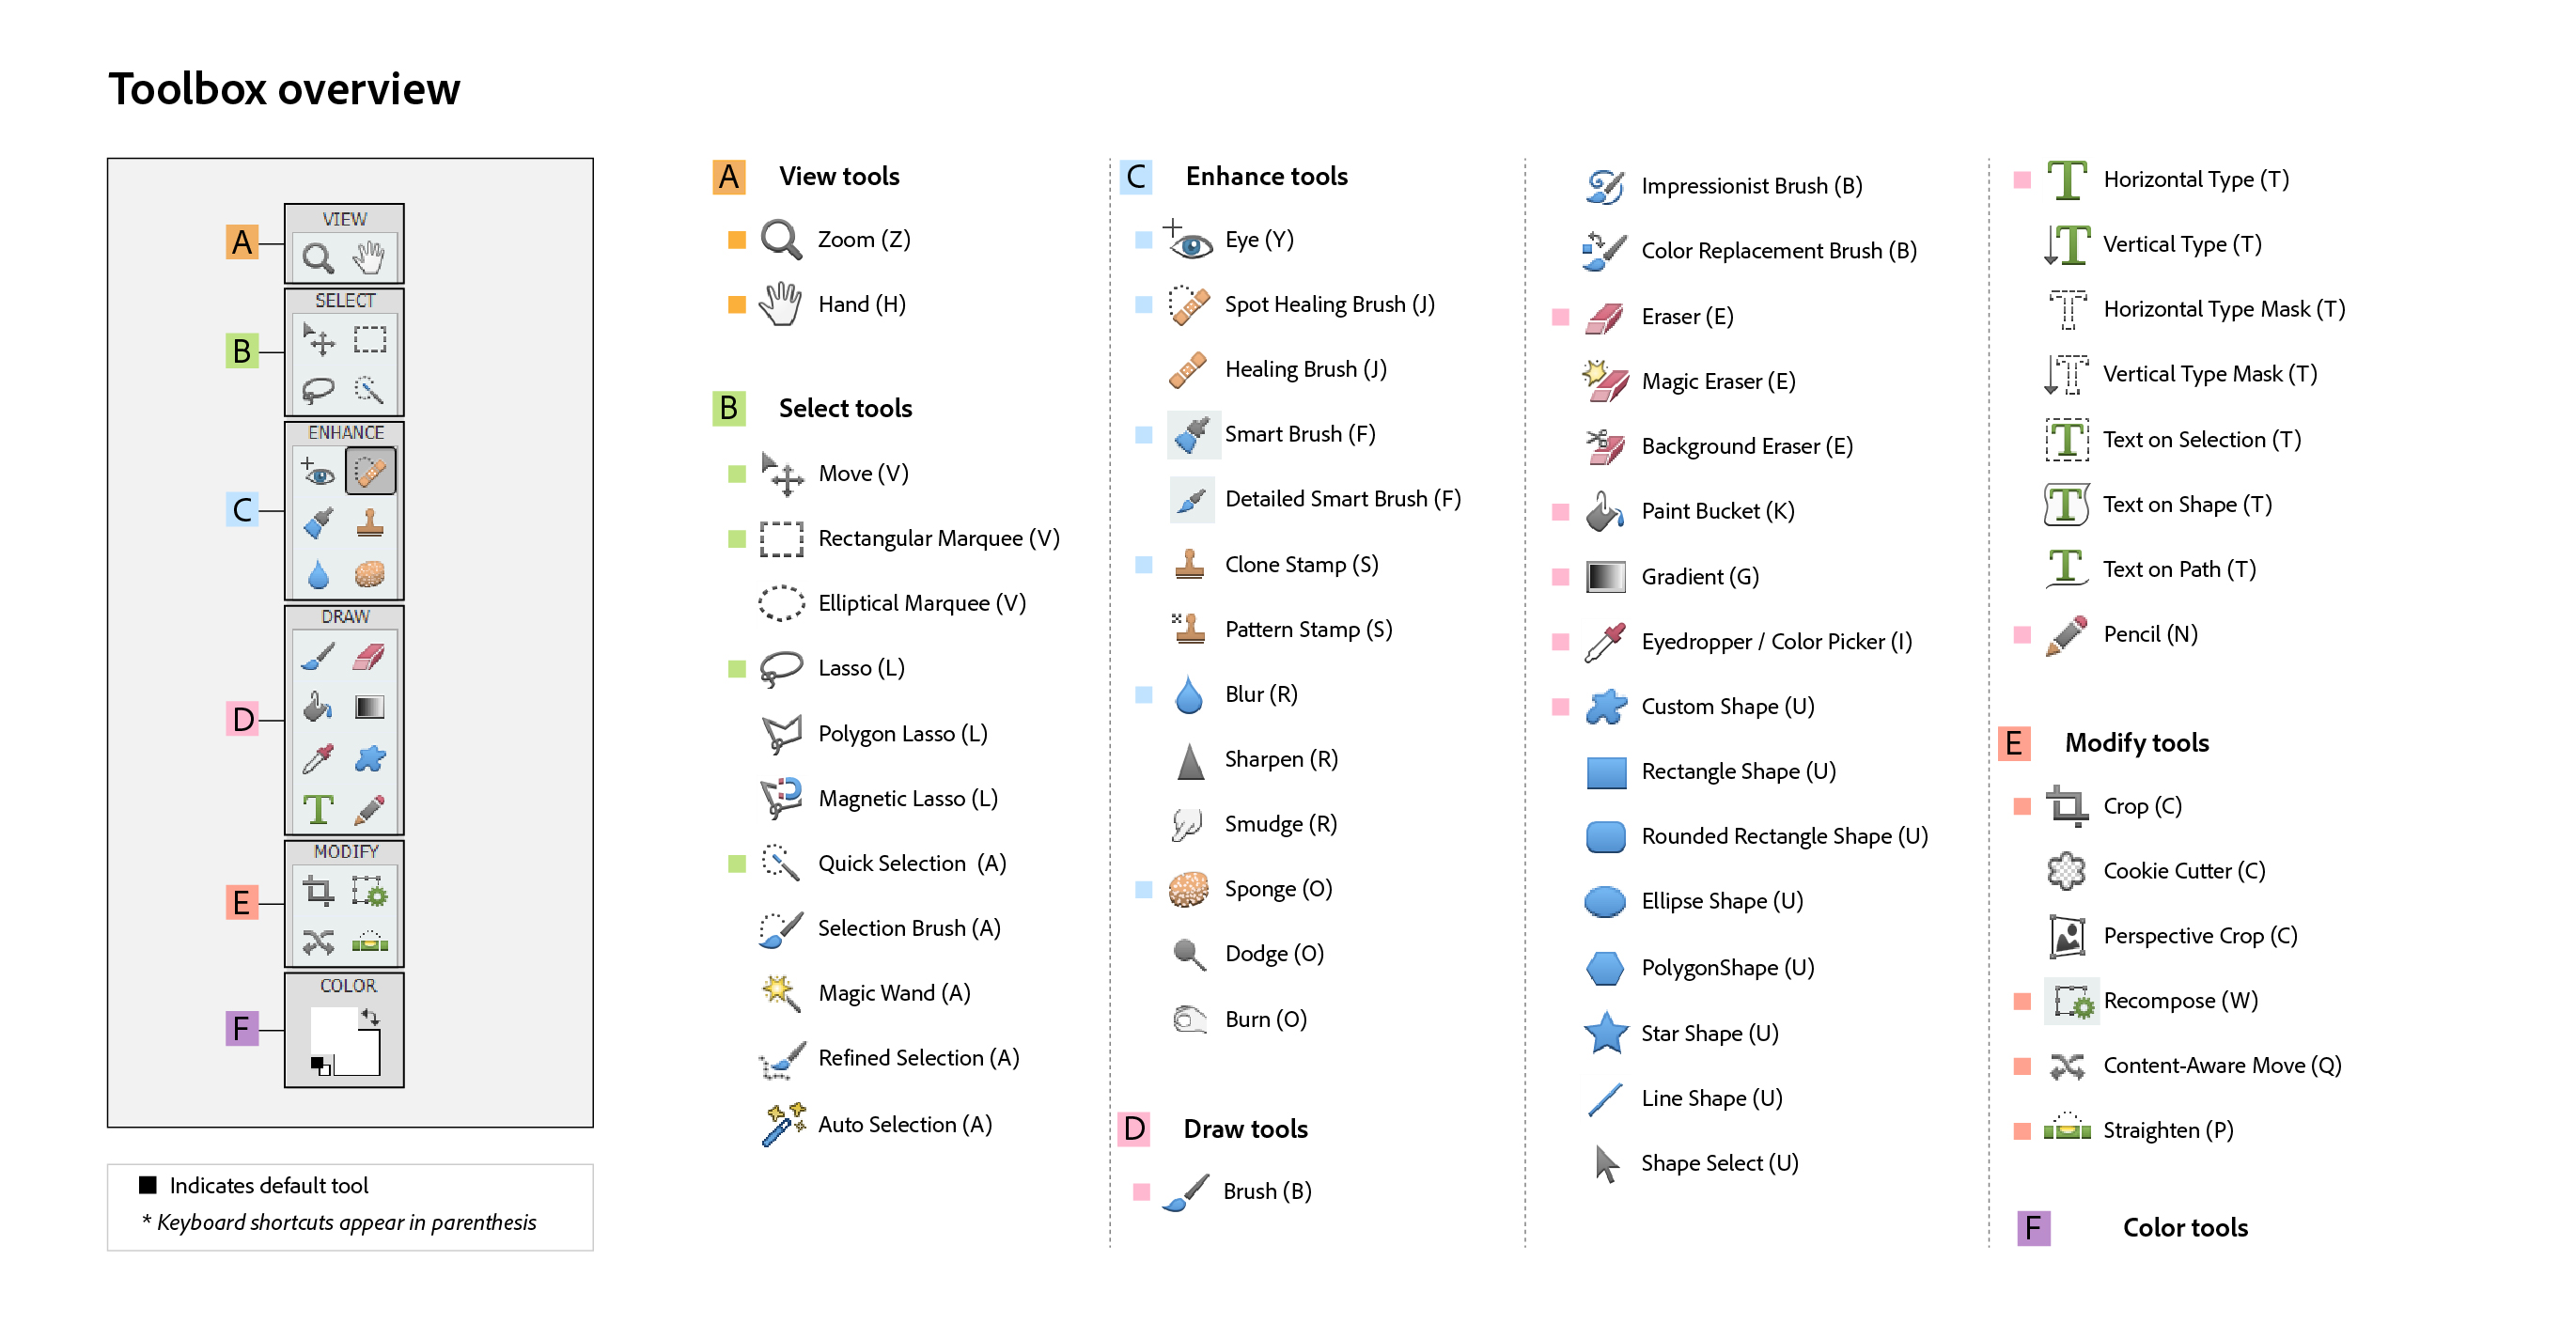 Toolbox overview
A
VIEW
B
SELECT
C
ENHANCE
D
DRAW
E
MODIFY
F
COLOR
Indicates default tool
* Keyboard shortcuts appear in parenthesis
A View tools
Zoom (Z)
Hand (H)
B Select tools
Move (V)
Rectangular Marquee (V)
Elliptical Marquee (V)
Lasso (L)
Polygon Lasso (L)
Magnetic Lasso (L)
Quick Selection (A)
Selection Brush (A)
Magic Wand (A)
Refined Selection (A)
Auto Selection (A)
C Enhance tools
Eye (Y)
Spot Healing Brush (J)
Healing Brush (J)
Smart Brush (F)
Detailed Smart Brush (F)
Clone Stamp (S)
Pattern Stamp (S)
Blur (R)
Sharpen (R)
Smudge (R)
Sponge (O)
Dodge (O)
Burn (O)
D Draw tools
Brush (B)
Impressionist Brush (B)
Color Replacement Brush (B)
Eraser (E)
Magic Eraser (E)
Background Eraser (E)
Paint Bucket (K)
Gradient (G)
Eyedropper / Color Picker (I)
Custom Shape (U)
Rectangle Shape (U)
Rounded Rectangle Shape (U)
Ellipse Shape (U)
PolygonShape (U)
Star Shape (U)
Line Shape (U)
Shape Select (U)
Horizontal Type (T)
Vertical Type (T)
Horizontal Type Mask (T)
Vertical Type Mask (T)
Text on Selection (T)
Text on Shape (T)
Text on Path (T)
Pencil (N)
E Modify tools
Crop (C)
Cookie Cutter (C)
Perspective Crop (C)
Recompose (W)
Content-Aware Move (Q)
Straighten (P)
F Color tools